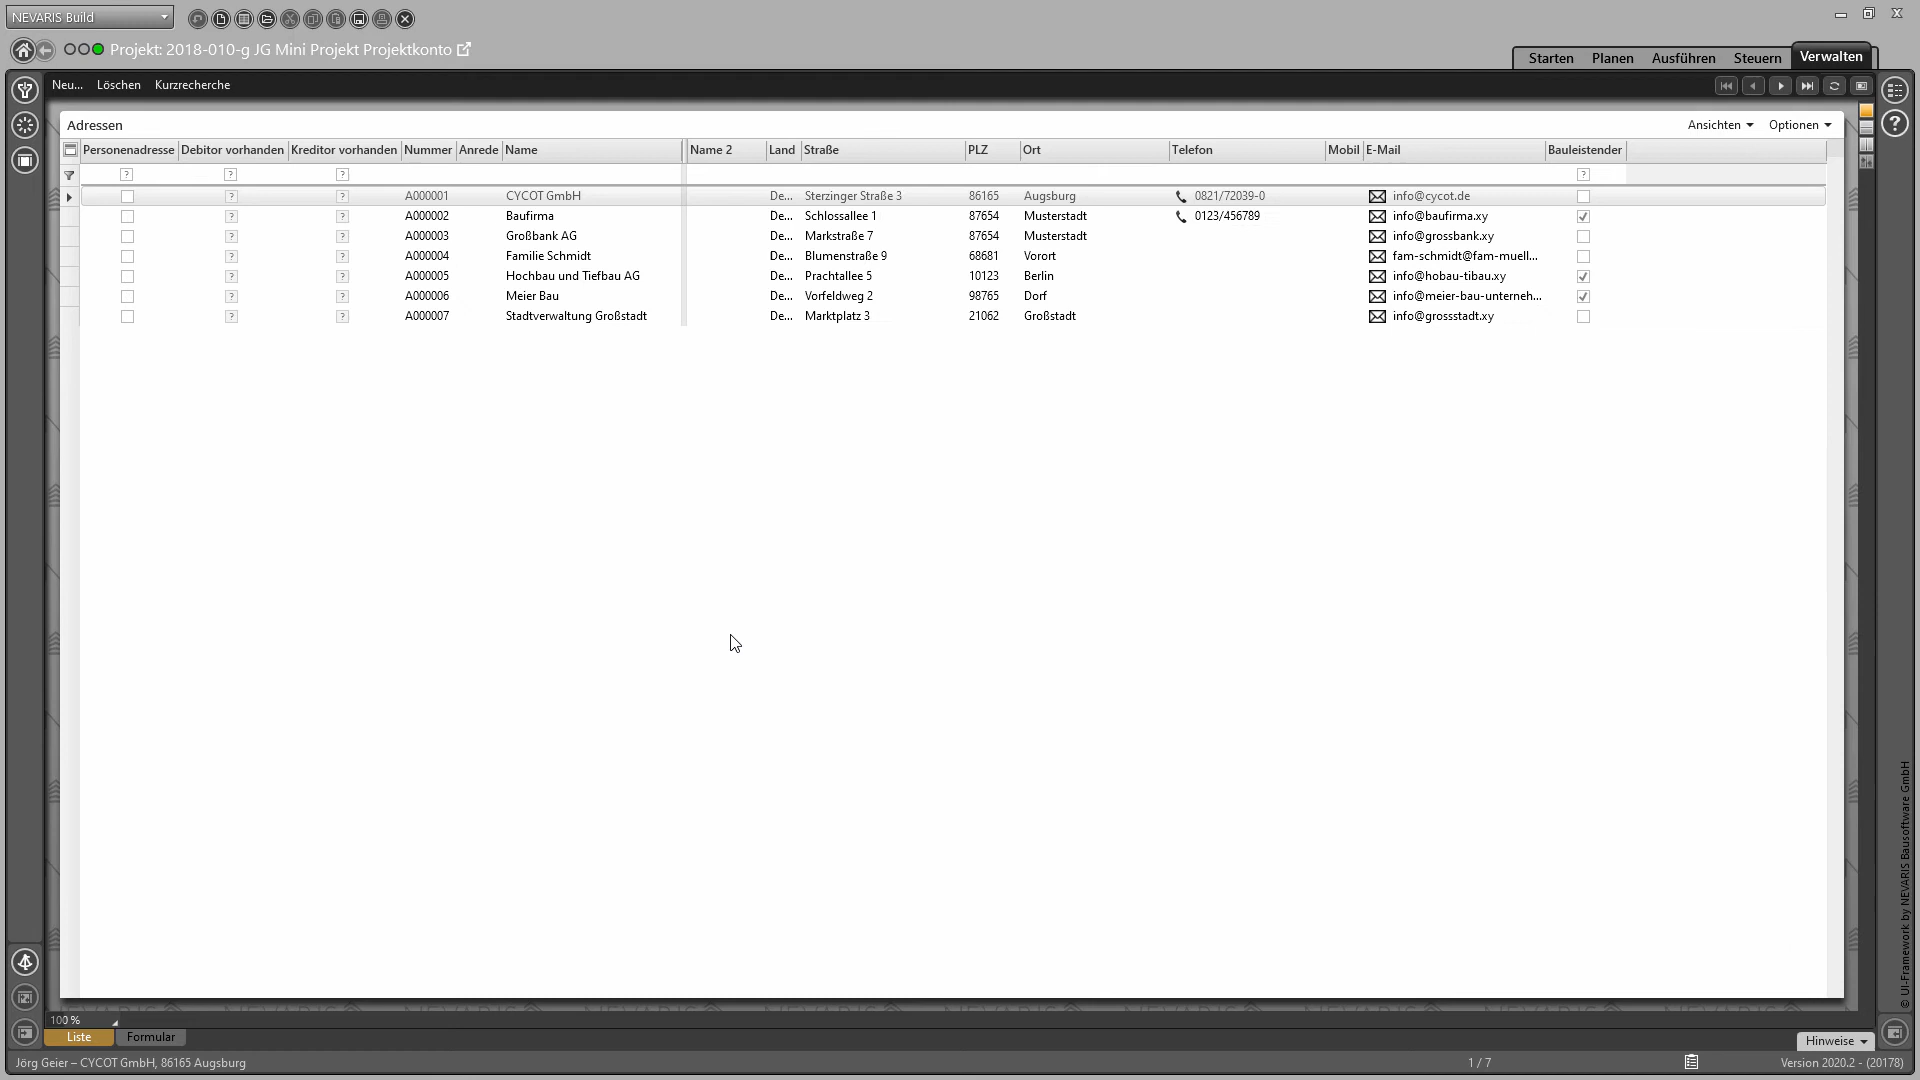 NEVARIS Build
Projekt: 2018-010-g JG Mini Projekt Projektkonto
Starten Planen Ausführen Steuern Verwalten
Neu... Löschen Kurzrecherche
Adressen Ansichten Optionen
Personenadresse Debitor vorhanden Kreditor vorhanden Nummer Anrede Name Name 2 Land Straße PLZ Ort Telefon Mobil E-Mail Bauleistender
? ? ? ?
? ? A000001 CYCOT GmbH De... Sterzinger Straße 3 86165 Augsburg 0821/72039-0 info@cycot.de
? ? A000002 Baufirma De... Schlossallee 1 87654 Musterstadt 0123/456789 info@baufirma.xy
? ? A000003 Großbank AG De... Markstraße 7 87654 Musterstadt info@grossbank.xy
? ? A000004 Familie Schmidt De... Blumenstraße 9 68681 Vorort fam-schmidt@fam-muell...
? ? A000005 Hochbau und Tiefbau AG De... Prachtallee 5 10123 Berlin info@hobau-tibau.xy
? ? A000006 Meier Bau De... Vorfeldweg 2 98765 Dorf info@meier-bau-unterneh...
? ? A000007 Stadtverwaltung Großstadt De... Marktplatz 3 21062 Großstadt info@grossstadt.xy
© UI-Framework by NEVARIS Bausoftware GmbH
100 %
Liste Formular
Hinweise
Jörg Geier – CYCOT GmbH, 86165 Augsburg 1 / 7 Version 2020.2 - (20178)